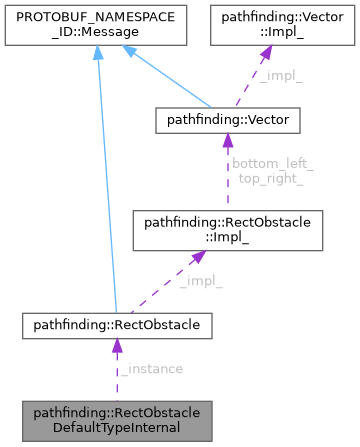 PROTOBUF_NAMESPACE
_ID::Message
pathfinding::Vector
::Impl_
_impl_
pathfinding::Vector
bottom_left_
top_right_
pathfinding::RectObstacle
::Impl_
_impl_
pathfinding::RectObstacle
_instance
pathfinding::RectObstacle
DefaultTypeInternal